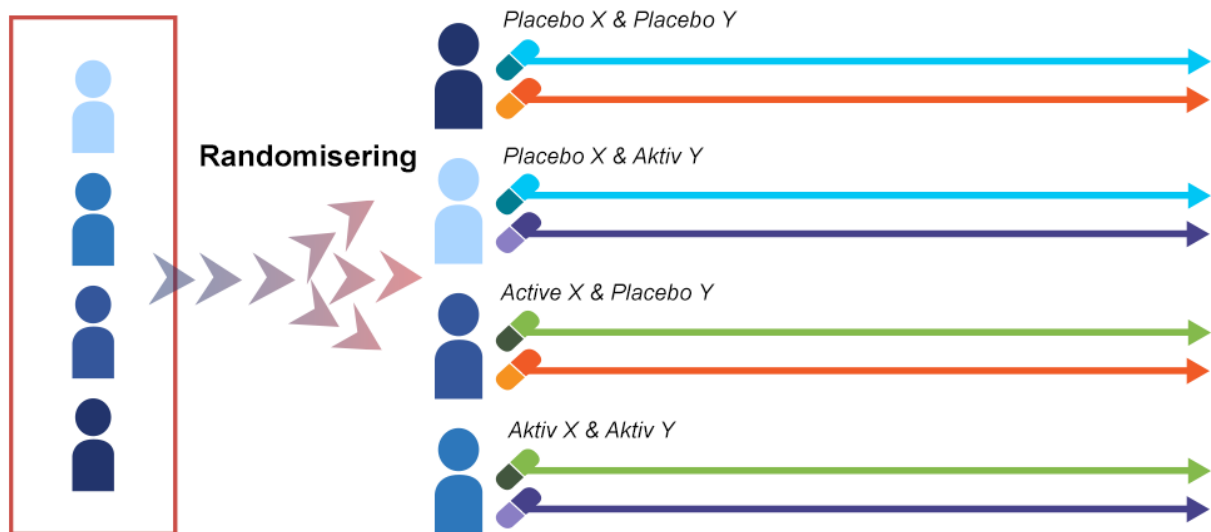 Placebo X & Placebo Y
Randomisering
Placebo X & Aktiv Y
Active X & Placebo Y
Aktiv X & Aktiv Y